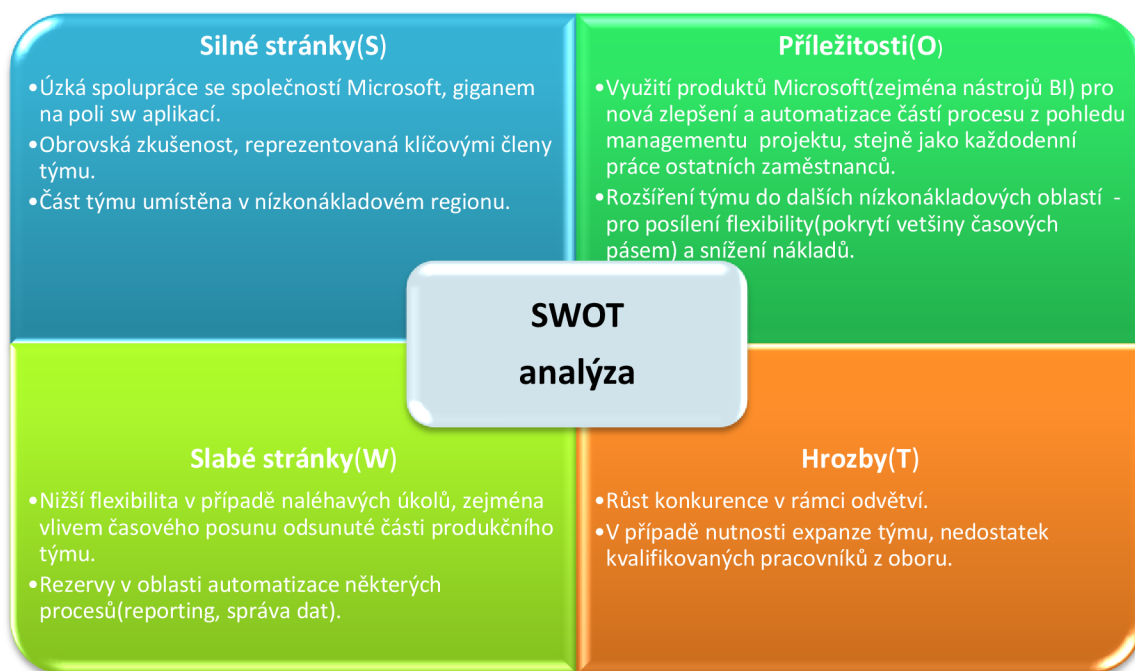 Silné stránky(S)
•Úzká spolupráce se společností Microsoft, giganem
na poli sw aplikací.
•Obrovská zkušenost, reprezentovaná klíčovými členy
týmu.
•Část týmu umístěna v nízkonákladovém regionu.
Příležitosti(O)
•Využití produktů Microsoft(zejména nástrojů BI) pro
nová zlepšení a automatizace částí procesu z pohledu
managementu projektu, stejně jako každodenní
práce ostatních zaměstnanců.
•Rozšíření týmu do dalších nízkonákladových oblastí -
pro posílení flexibility(pokrytí vetšiny časových
pásem) a snížení nákladů.
SWOT
analýza
Slabé stránky(W)
•Nižší flexibilita v případě naléhavých úkolů, zejména
vlivem časového posunu odsunuté části produkčního
týmu.
•Rezervy v oblasti automatizace některých
procesů(reporting, správa dat).
Hrozby(T)
•Růst konkurence v rámci odvětví.
•V případě nutnosti expanze týmu, nedostatek
kvalifikovaných pracovníků z oboru.